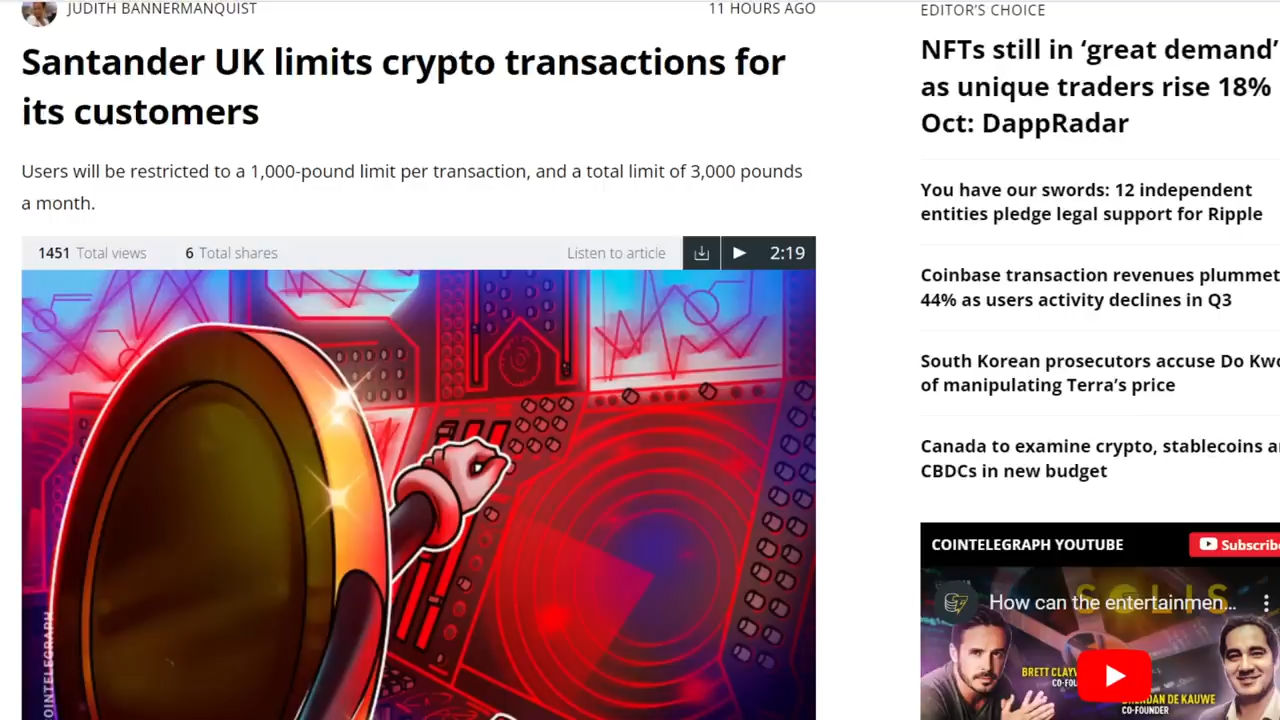 JUDITH BANNERMANQUIST
11 HOURS AGO
Santander UK limits crypto transactions for
its customers
Users will be restricted to a 1,000-pound limit per transaction, and a total limit of 3,000 pounds
a month.
1451 Total views
6 Total shares
Listen to article
2:19
COINTELEGRAPH
EDITOR’S CHOICE
NFTs still in ‘great demand’
as unique traders rise 18%
Oct: DappRadar
You have our swords: 12 independent
entities pledge legal support for Ripple
Coinbase transaction revenues plummet
44% as users activity declines in Q3
South Korean prosecutors accuse Do
of manipulating Terra’s price
Canada to examine crypto, stablecoins
CBDCs in new budget
COINTELEGRAPH YOUTUBE
Subscribe
SOLIS
How can the entertainmen...
BRETT
CO-FOU
DAN DE KAUWE
CO-FOUNDER